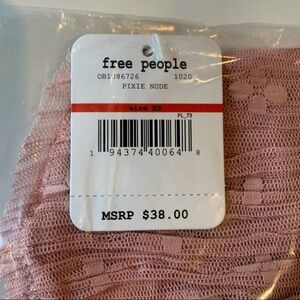 free people
OB1086726 1020
PIXIE NUDE
size XS
FL_73
1 94374 40064 8
MSRP $38.00